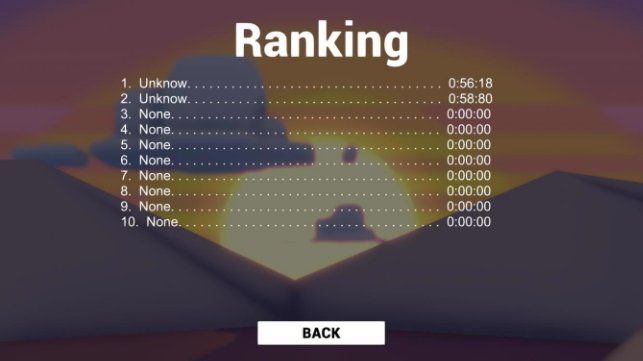 Ranking
1. Unknow. . . . . . . . . . . . . . . . . . . . . . . . . . . . . . . . . . 0:56:18
2. Unknow. . . . . . . . . . . . . . . . . . . . . . . . . . . . . . . . . . 0:58:80
3. None. . . . . . . . . . . . . . . . . . . . . . . . . . . . . . . . . . . . 0:00:00
4. None. . . . . . . . . . . . . . . . . . . . . . . . . . . . . . . . . . . . 0:00:00
5. None. . . . . . . . . . . . . . . . . . . . . . . . . . . . . . . . . . . . 0:00:00
6. None. . . . . . . . . . . . . . . . . . . . . . . . . . . . . . . . . . . . 0:00:00
7. None. . . . . . . . . . . . . . . . . . . . . . . . . . . . . . . . . . . . 0:00:00
8. None. . . . . . . . . . . . . . . . . . . . . . . . . . . . . . . . . . . . 0:00:00
9. None. . . . . . . . . . . . . . . . . . . . . . . . . . . . . . . . . . . . 0:00:00
10. None. . . . . . . . . . . . . . . . . . . . . . . . . . . . . . . . . . . 0:00:00
BACK